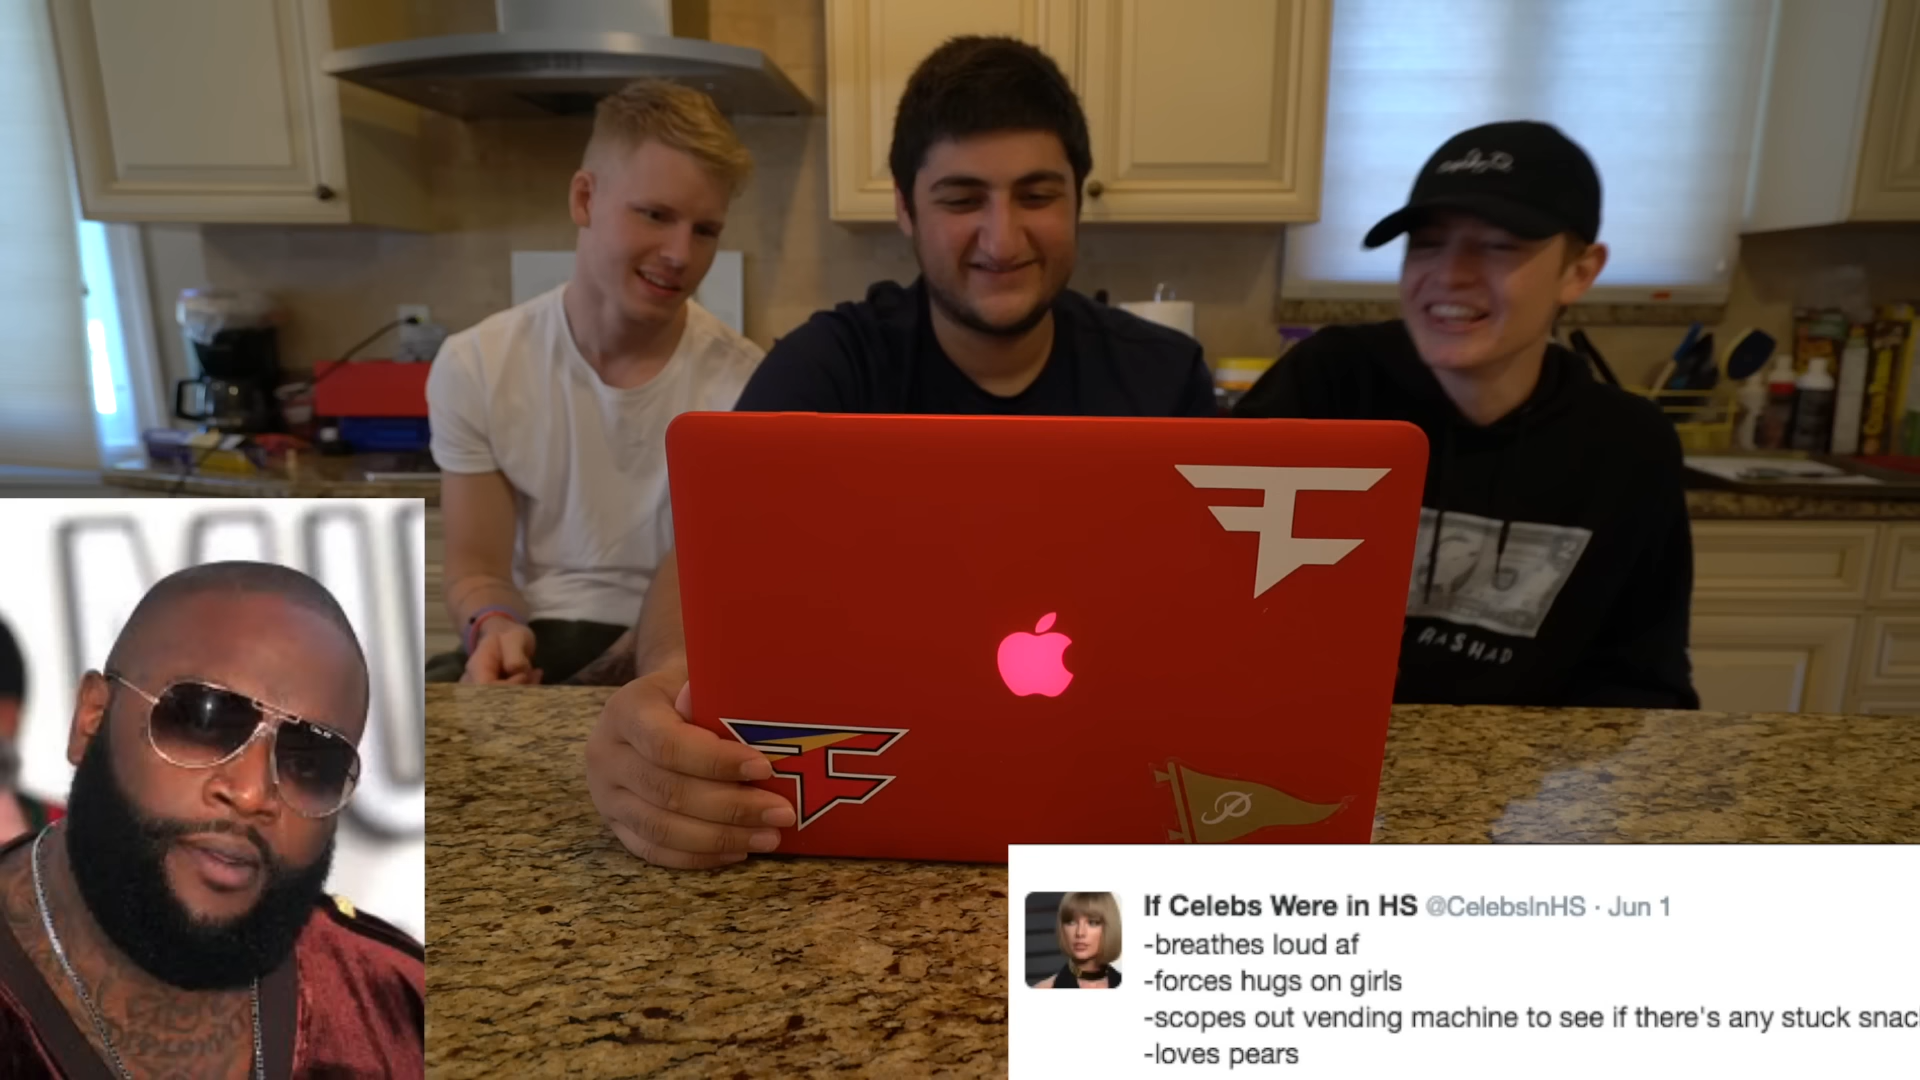 RASHAD
If Celebs Were in HS @CelebsInHS · Jun 1
-breathes loud af
-forces hugs on girls
-scopes out vending machine to see if there's any stuck snac
-loves pears